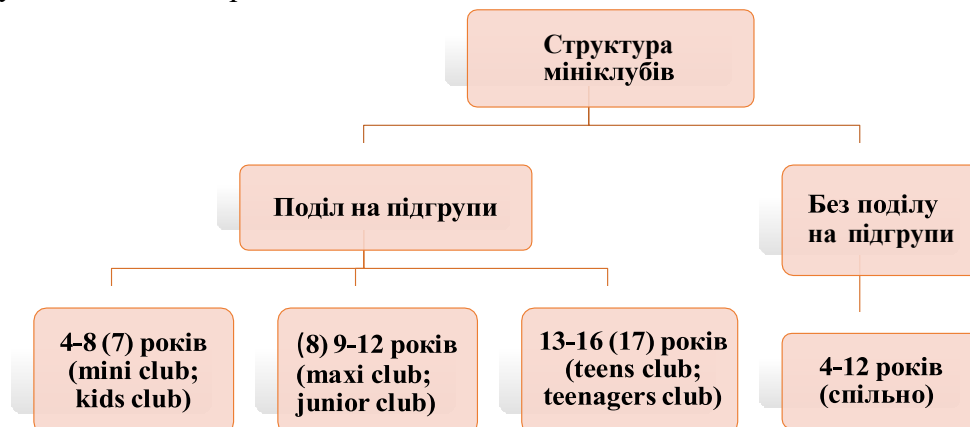 Структура
мініклубів
Поділ на підгрупи
Без поділу
на підгрупи
4-8 (7) років
(mini club;
kids club)
(8) 9-12 років
(maxi club;
junior club)
13-16 (17) років
(teens club;
teenagers club)
4-12 років
(спільно)